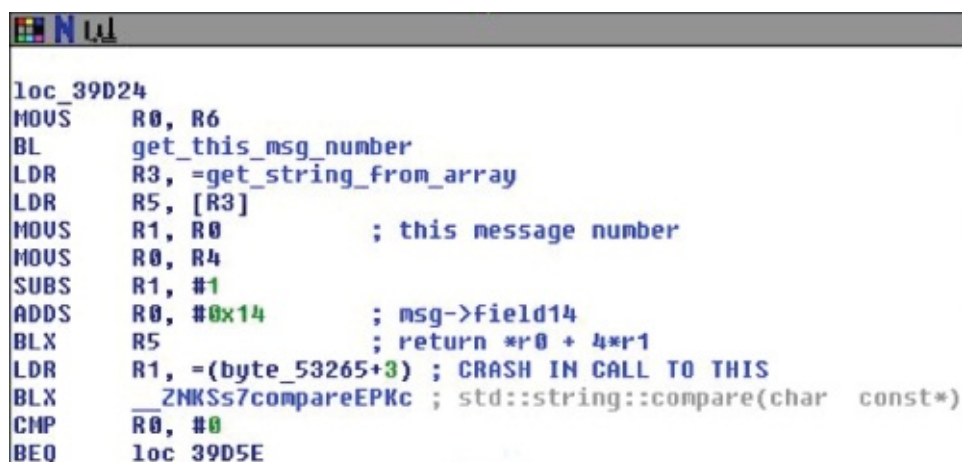 loc_39D24
MOVS R0, R6
BL get_this_msg_number
LDR R3, =get_string_from_array
LDR R5, [R3]
MOVS R1, R0 ; this message number
MOVS R0, R4
SUBS R1, #1
ADDS R0, #0x14 ; msg->field14
BLX R5 ; return *r0 + 4*r1
LDR R1, =(byte_53265+3) ; CRASH IN CALL TO THIS
BLX __ZNKSs7compareEPKc ; std::string::compare(char const*)
CMP R0, #0
BEQ loc_39D5E